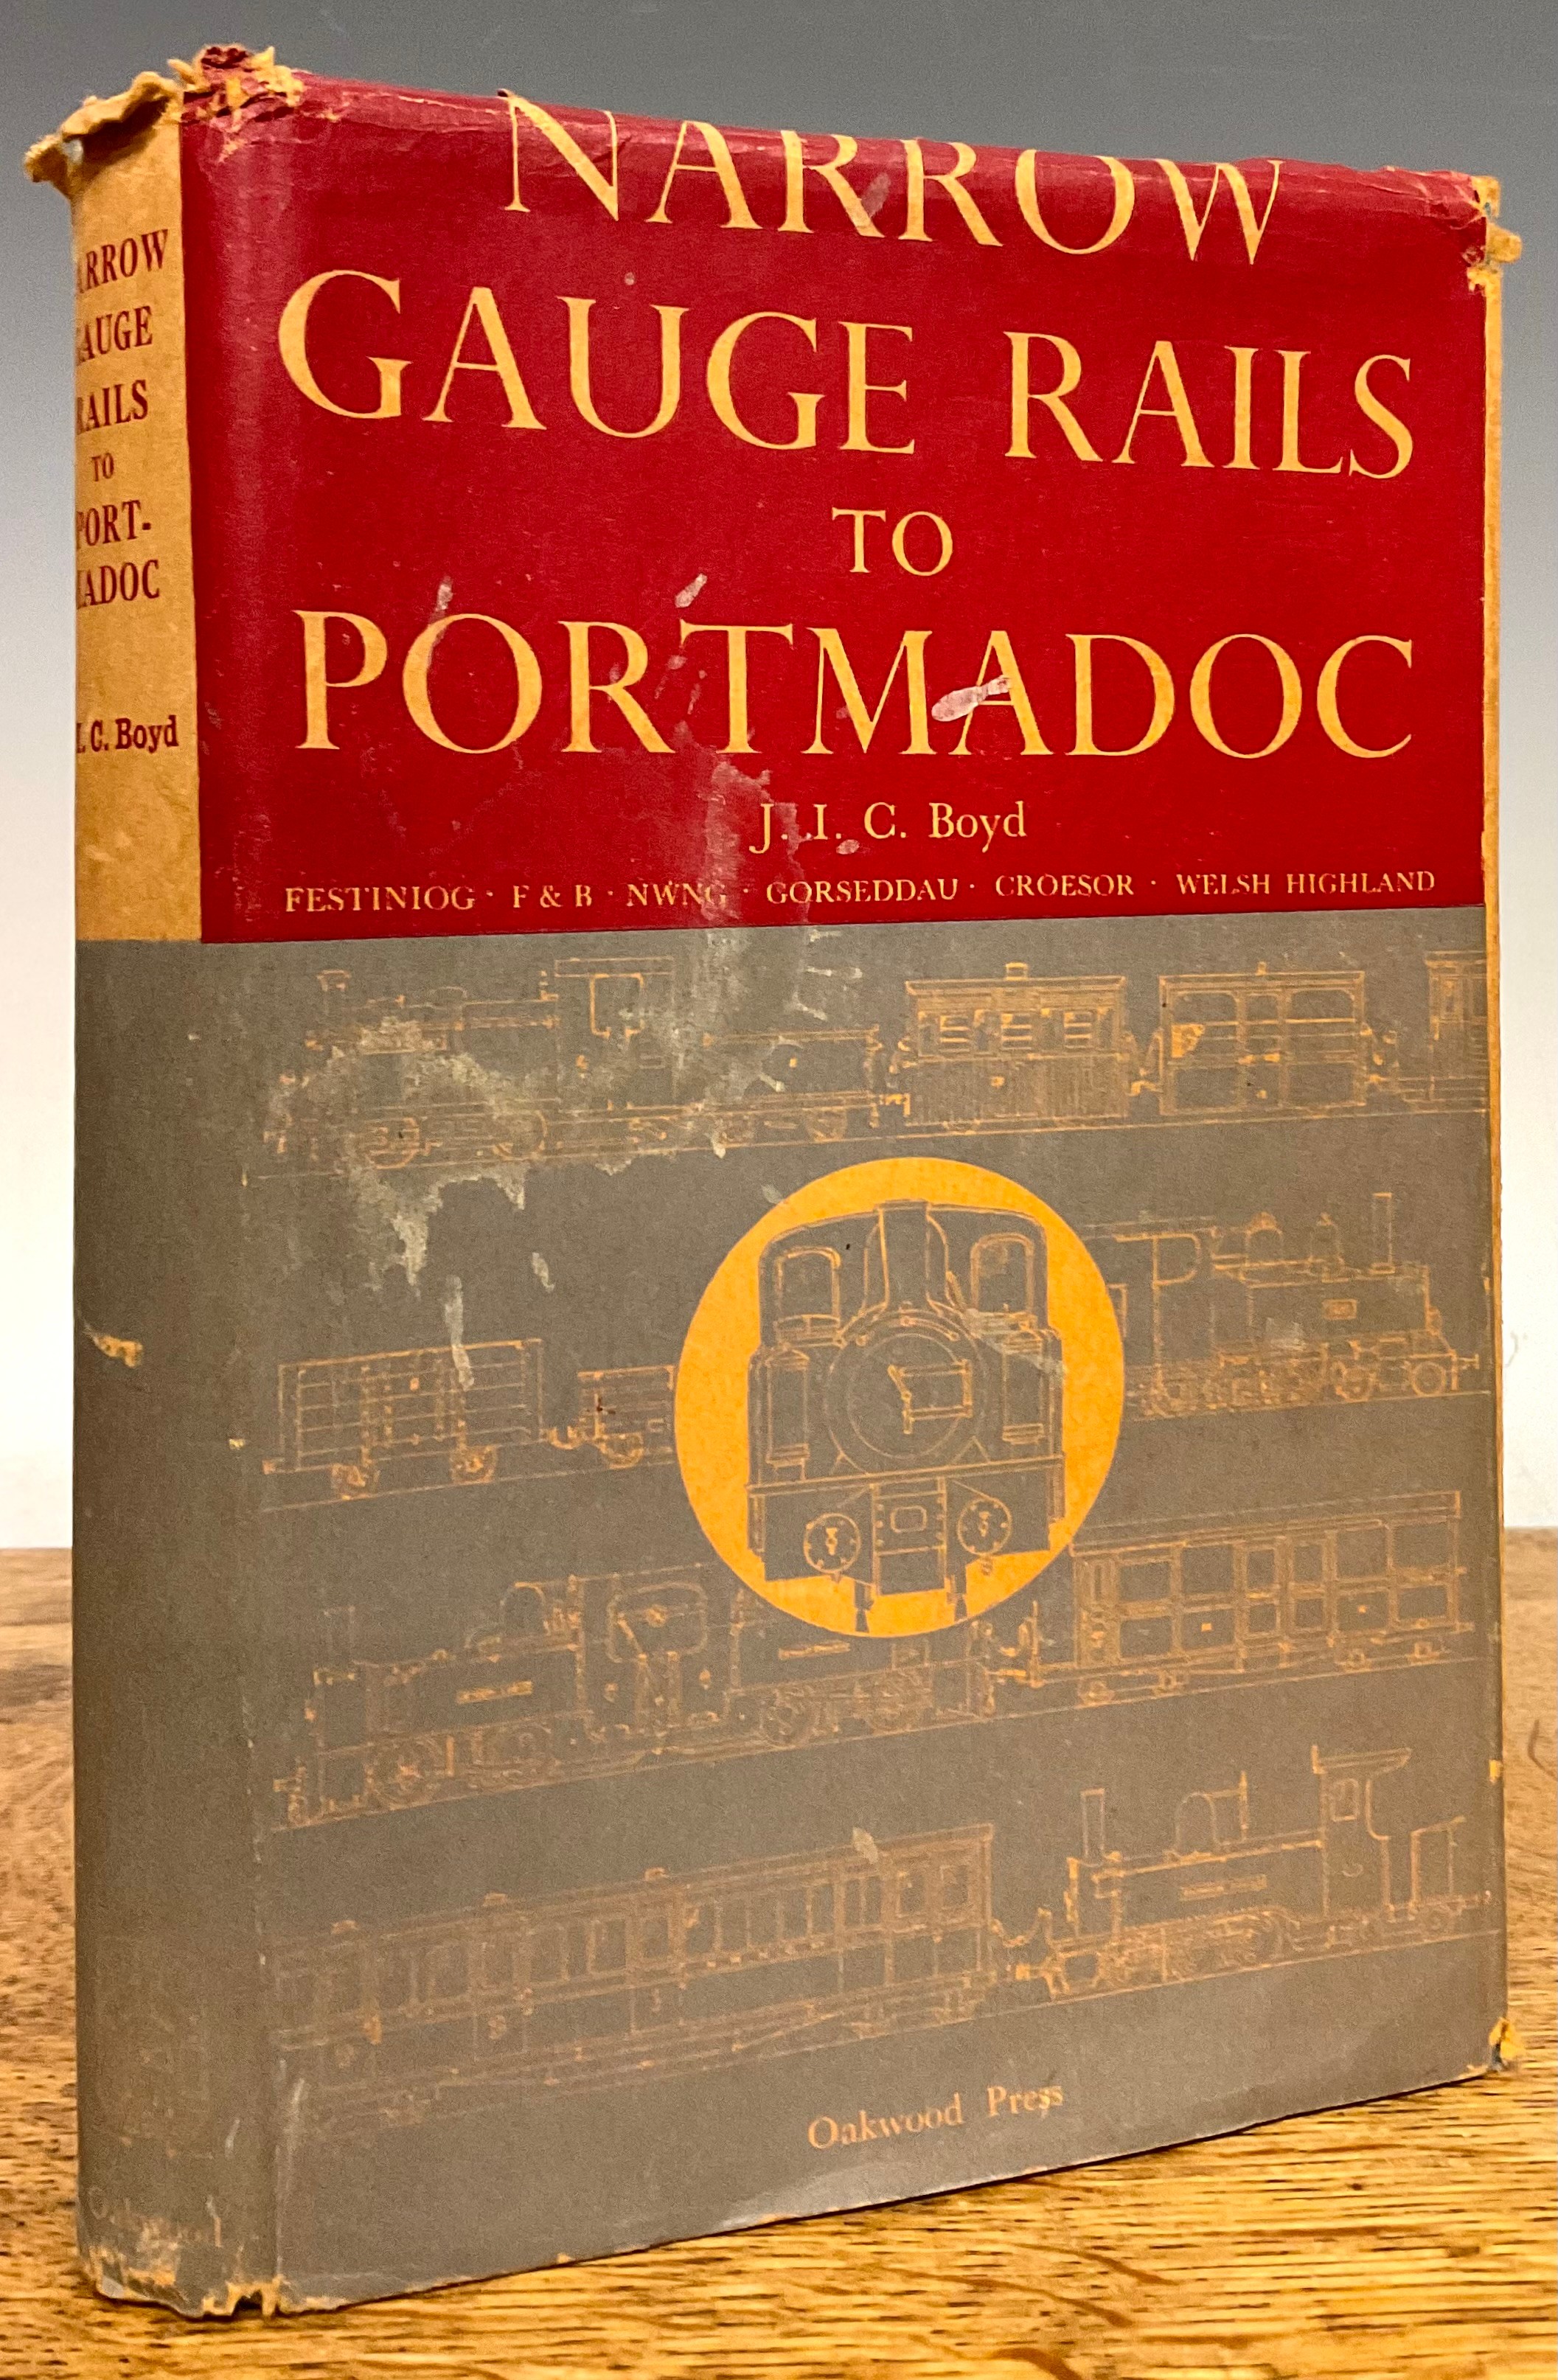 NARROW
GAUGE RAILS
TO
PORTMADOC
J. I. C. Boyd
FESTINIOG · F & B · NWNG · GORSEDDAU · CROESOR · WELSH HIGHLAND
Oakwood Press
ARROW
GAUGE
RAILS
TO
PORT-
MADOC
I. C. Boyd
Oakwood